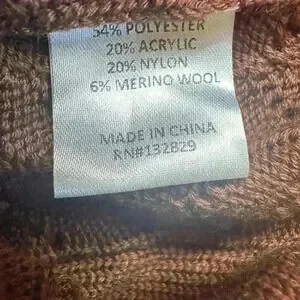 54% POLYESTER
20% ACRYLIC
20% NYLON
6% MERINO WOOL
MADE IN CHINA
RN#132829